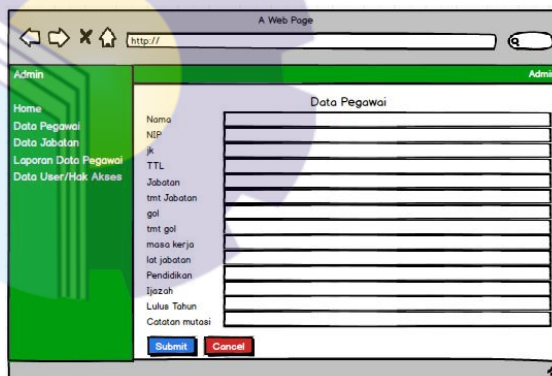 A Web Page
http://
Admin
Admin
Home
Data Pegawai
Data Jabatan
Laporan Data Pegawai
Data User/Hak Akses
Data Pegawai
Nama
NIP
jk
TTL
Jabatan
tmt Jabatan
gol
tmt gol
masa kerja
lat jabatan
Pendidikan
Ijazah
Lulus Tahun
Catatan mutasi
Submit Cancel